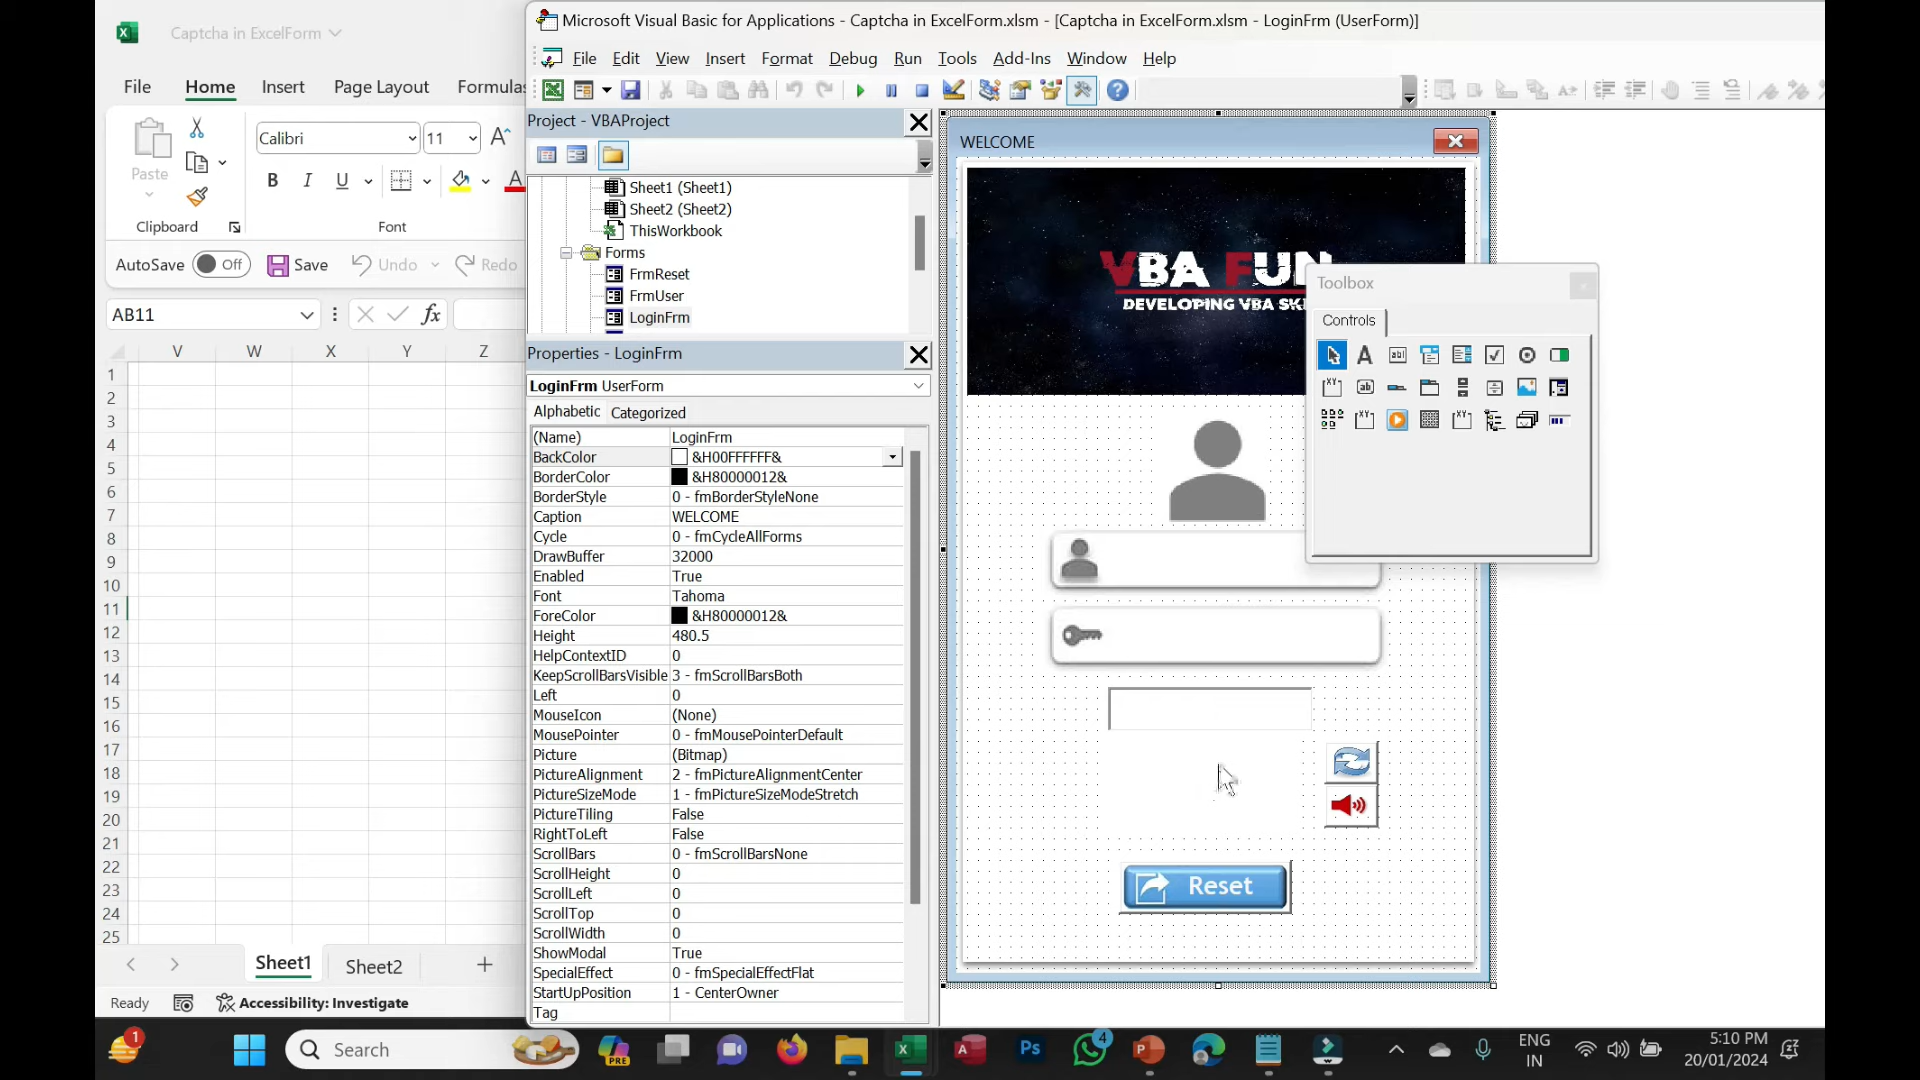 Captcha in ExcelForm
File Home Insert Page Layout Formulas
Paste
Calibri 11
B I U A
Clipboard Font
AutoSave Off Save Undo Redo
AB11 fx
V W X Y Z
1
2
3
4
5
6
7
8
9
10
11
12
13
14
15
16
17
18
19
20
21
22
23
24
25
Sheet1 Sheet2
Ready Accessibility: Investigate
Microsoft Visual Basic for Applications - Captcha in ExcelForm.xlsm - [Captcha in ExcelForm.xlsm - LoginFrm (UserForm)]
File Edit View Insert Format Debug Run Tools Add-Ins Window Help
Project - VBAProject
Sheet1 (Sheet1)
Sheet2 (Sheet2)
ThisWorkbook
Forms
FrmReset
FrmUser
LoginFrm
Properties - LoginFrm
LoginFrm UserForm
Alphabetic Categorized
(Name) LoginFrm
BackColor &H00FFFFFF&
BorderColor &H80000012&
BorderStyle 0 - fmBorderStyleNone
Caption WELCOME
Cycle 0 - fmCycleAllForms
DrawBuffer 32000
Enabled True
Font Tahoma
ForeColor &H80000012&
Height 480.5
HelpContextID 0
KeepScrollBarsVisible 3 - fmScrollBarsBoth
Left 0
MouseIcon (None)
MousePointer 0 - fmMousePointerDefault
Picture (Bitmap)
PictureAlignment 2 - fmPictureAlignmentCenter
PictureSizeMode 1 - fmPictureSizeModeStretch
PictureTiling False
RightToLeft False
ScrollBars 0 - fmScrollBarsNone
ScrollHeight 0
ScrollLeft 0
ScrollTop 0
ScrollWidth 0
ShowModal True
SpecialEffect 0 - fmSpecialEffectFlat
StartUpPosition 1 - CenterOwner
Tag
WELCOME
VBA FUN
DEVELOPING VBA SKI
Toolbox
Controls
Reset
Search
PRE
Ps
4
1
ENG
IN
5:10 PM
20/01/2024